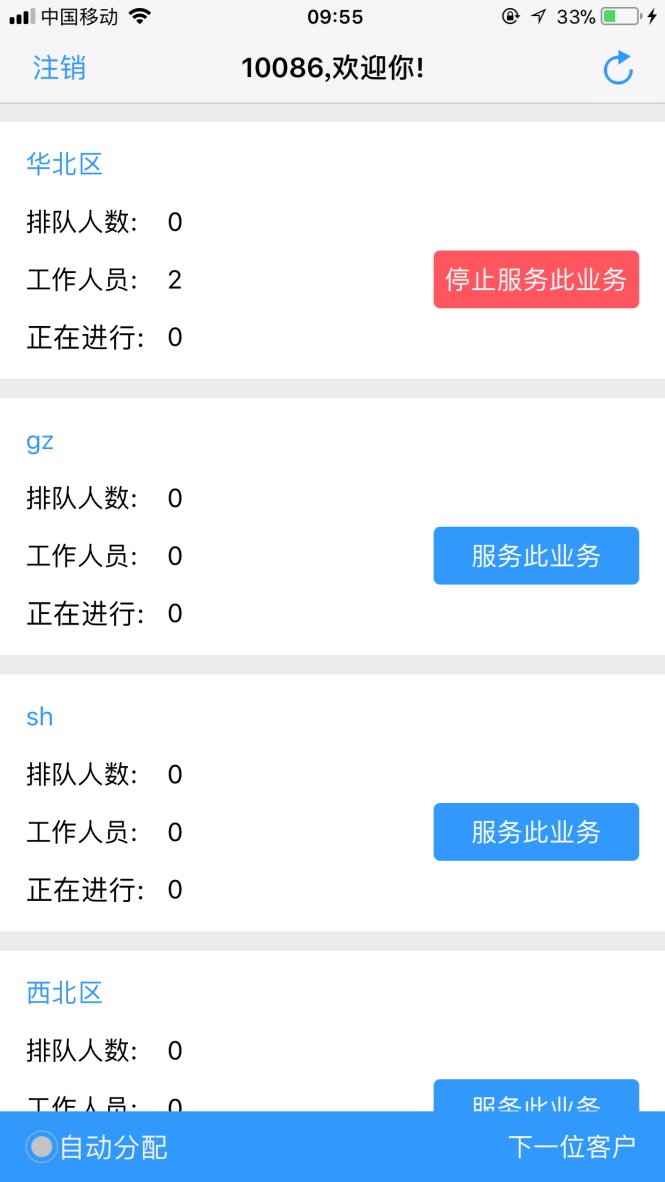 中国移动 09:55 33%
注销 10086,欢迎你!
华北区
排队人数: 0
工作人员: 2 停止服务此业务
正在进行: 0
gz
排队人数: 0
工作人员: 0 服务此业务
正在进行: 0
sh
排队人数: 0
工作人员: 0 服务此业务
正在进行: 0
西北区
排队人数: 0
工作人员: 0 服务此业务
自动分配 下一位客户